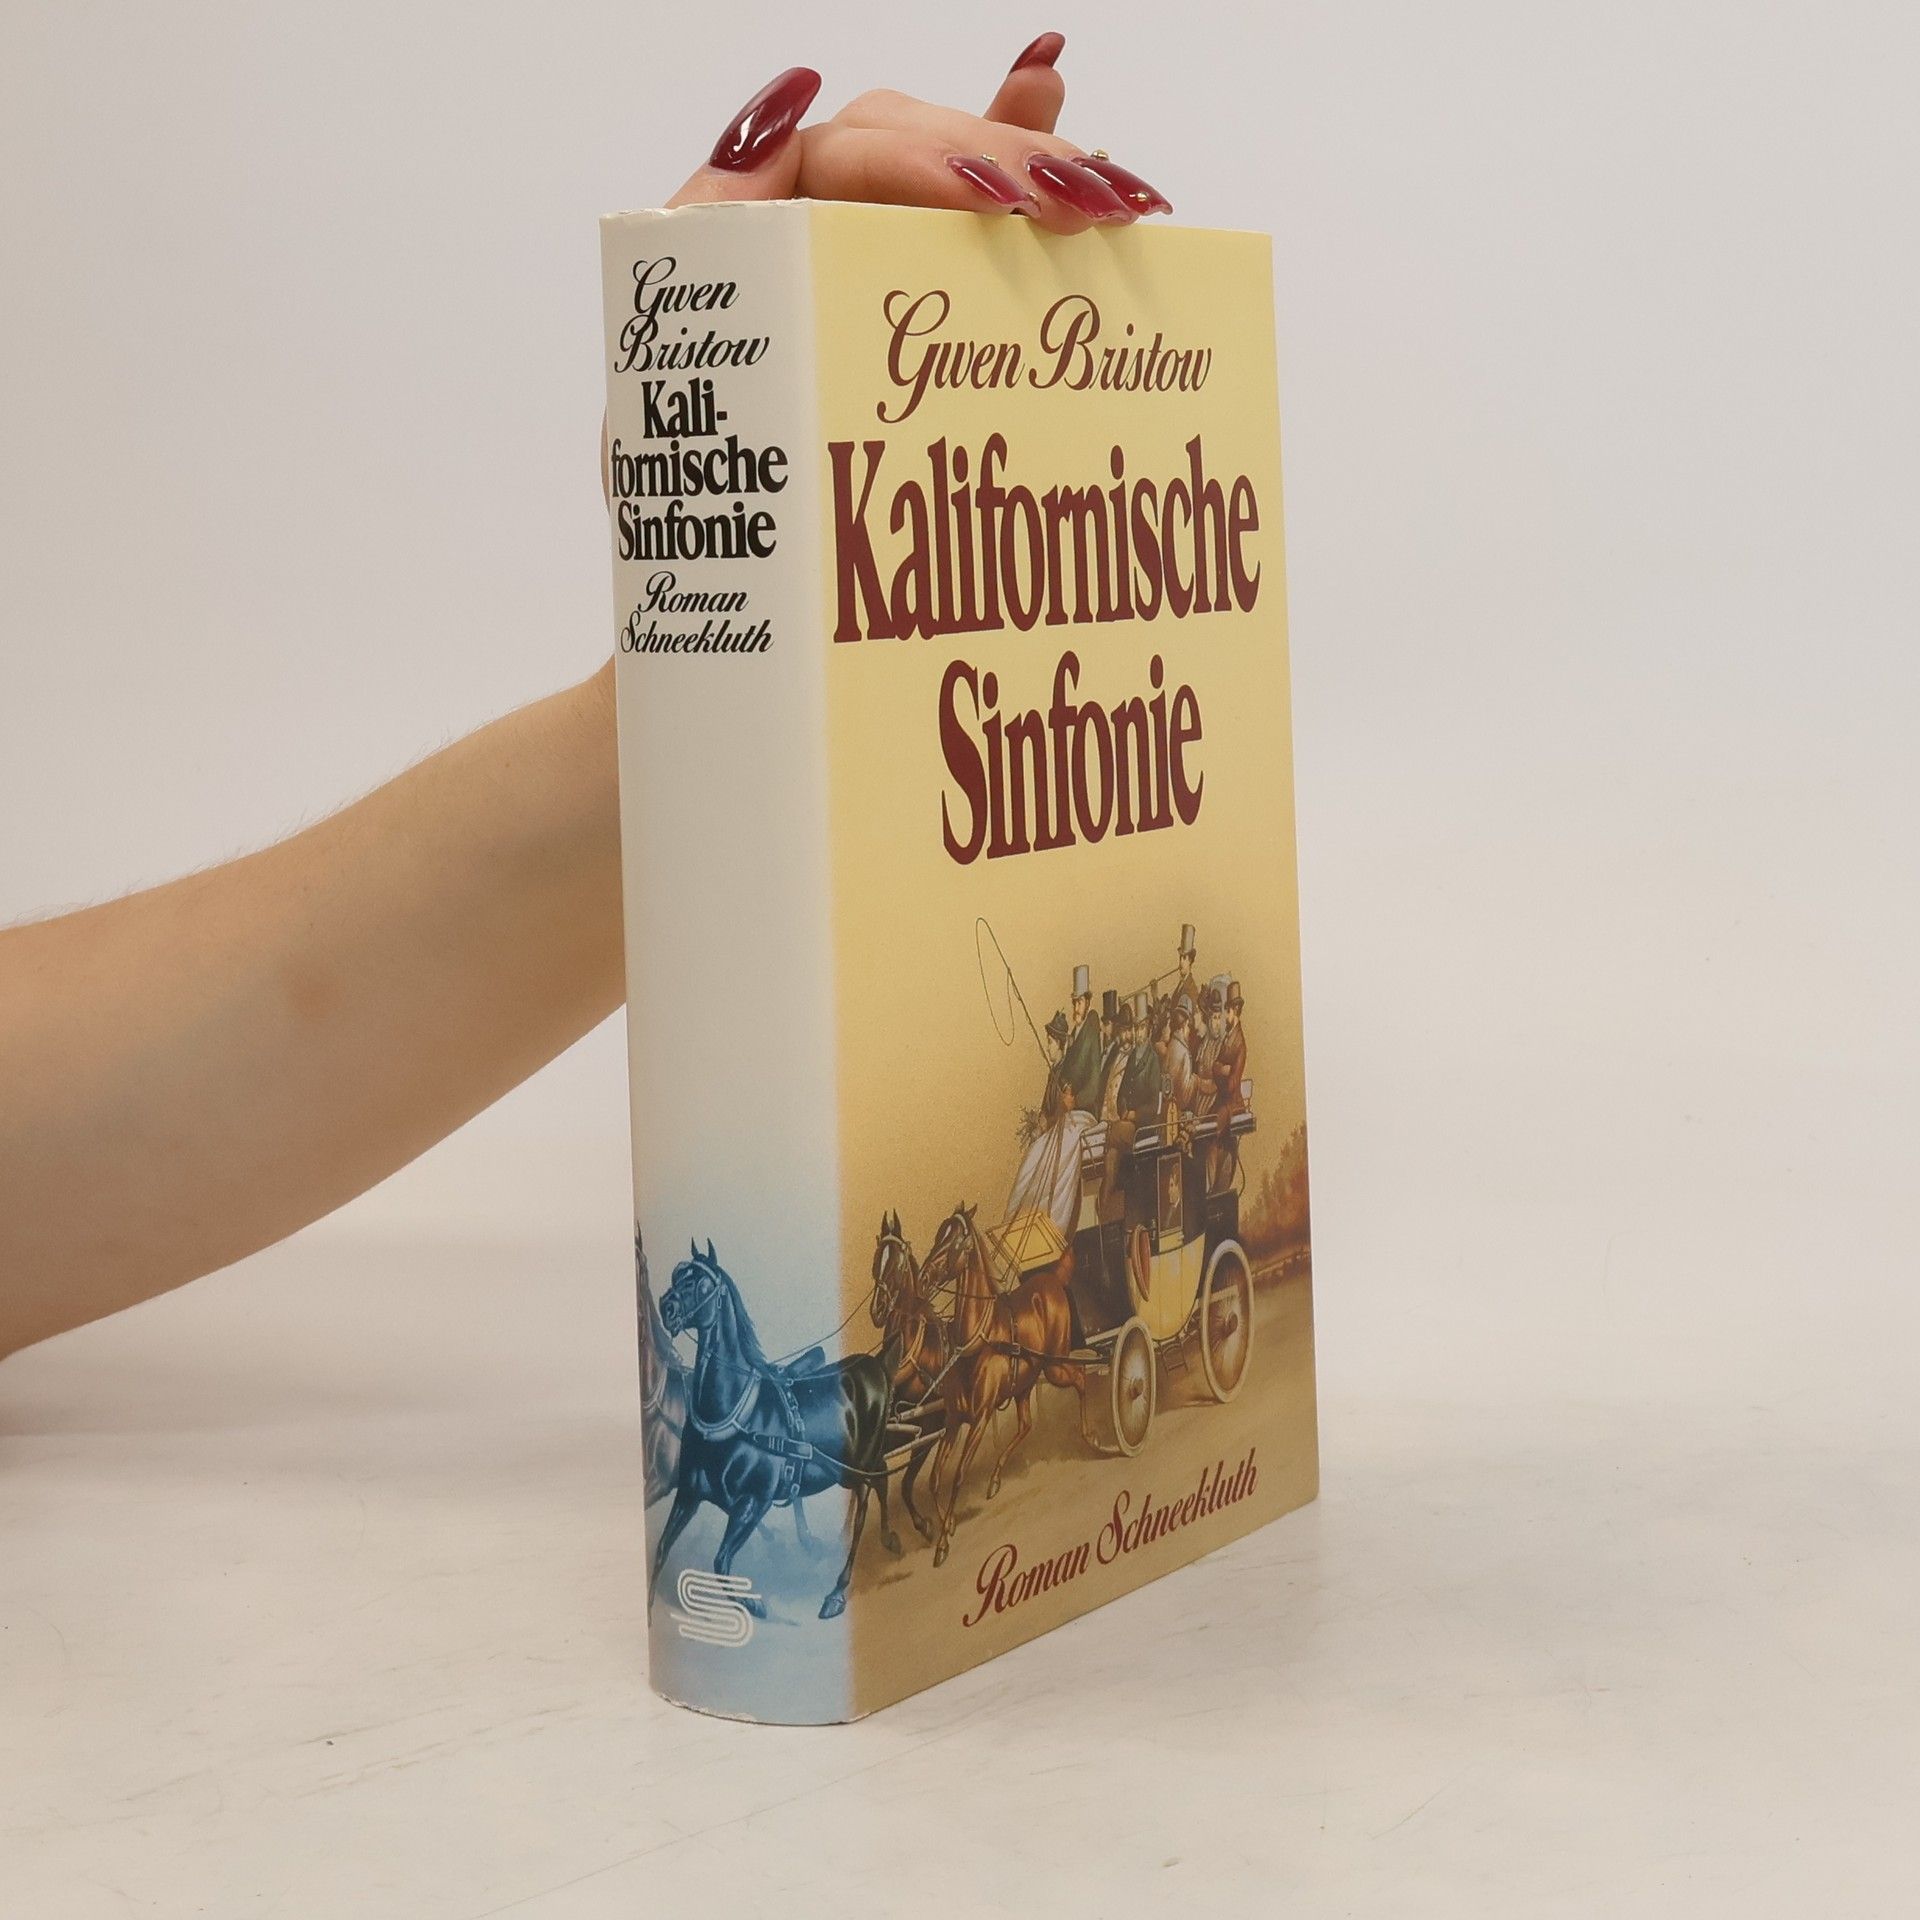 Gwen
Bristow
Kali-
fornische
Sinfonie
Roman
Schneekluth
Gwen Bristow
Kalifornische
Sinfonie
Roman Schneekluth